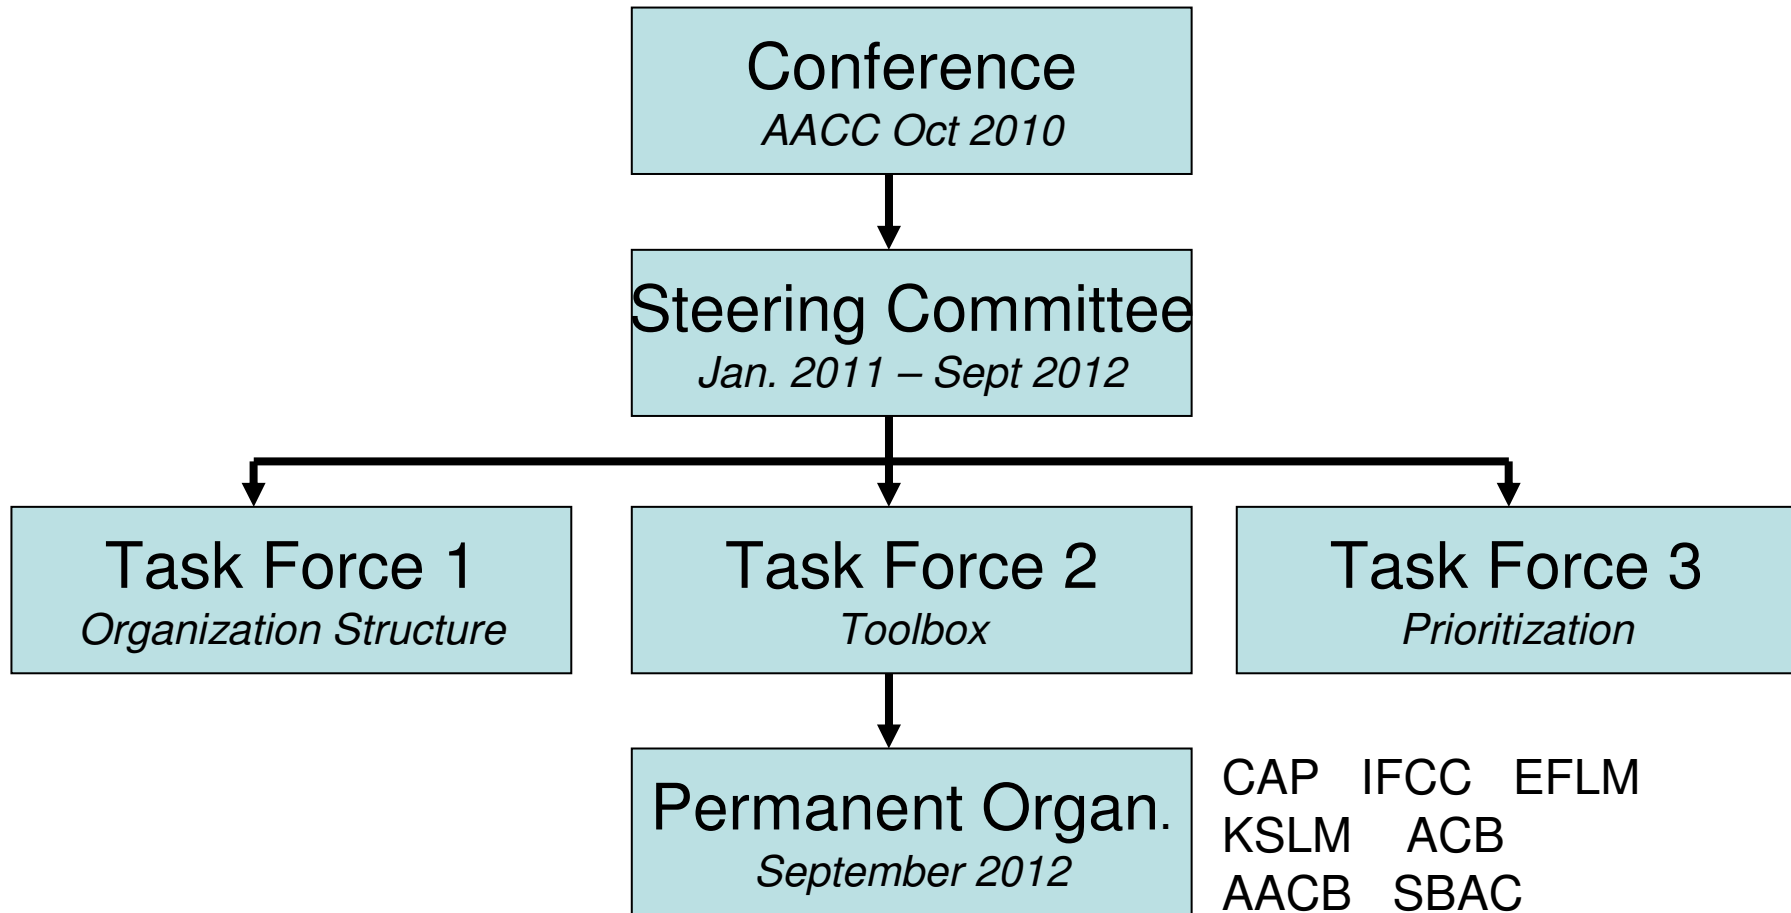 Conference
AACC Oct 2010
Steering Committee
Jan. 2011 – Sept 2012
Task Force 1
Organization Structure
Task Force 2
Toolbox
Task Force 3
Prioritization
Permanent Organ.
September 2012
CAP IFCC EFLM
KSLM ACB
AACB SBAC